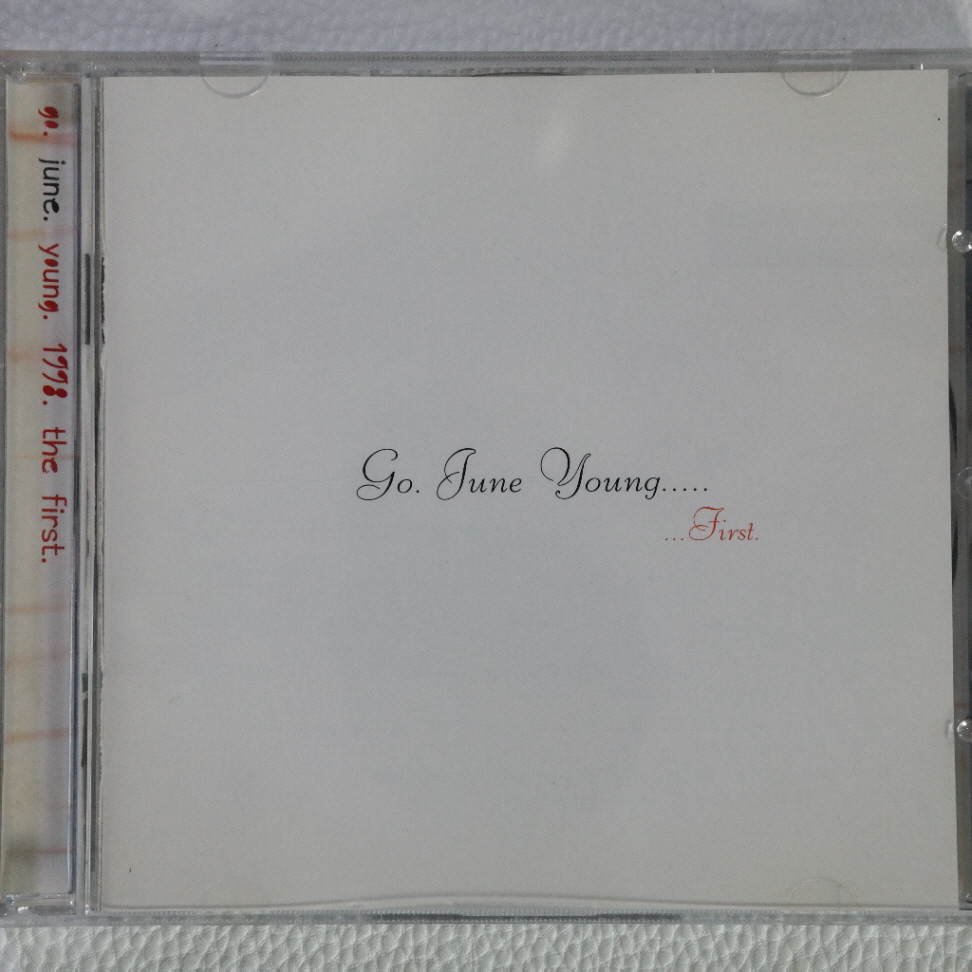 go. june. young. 1998. the first.
Go. June Young.....
...First.